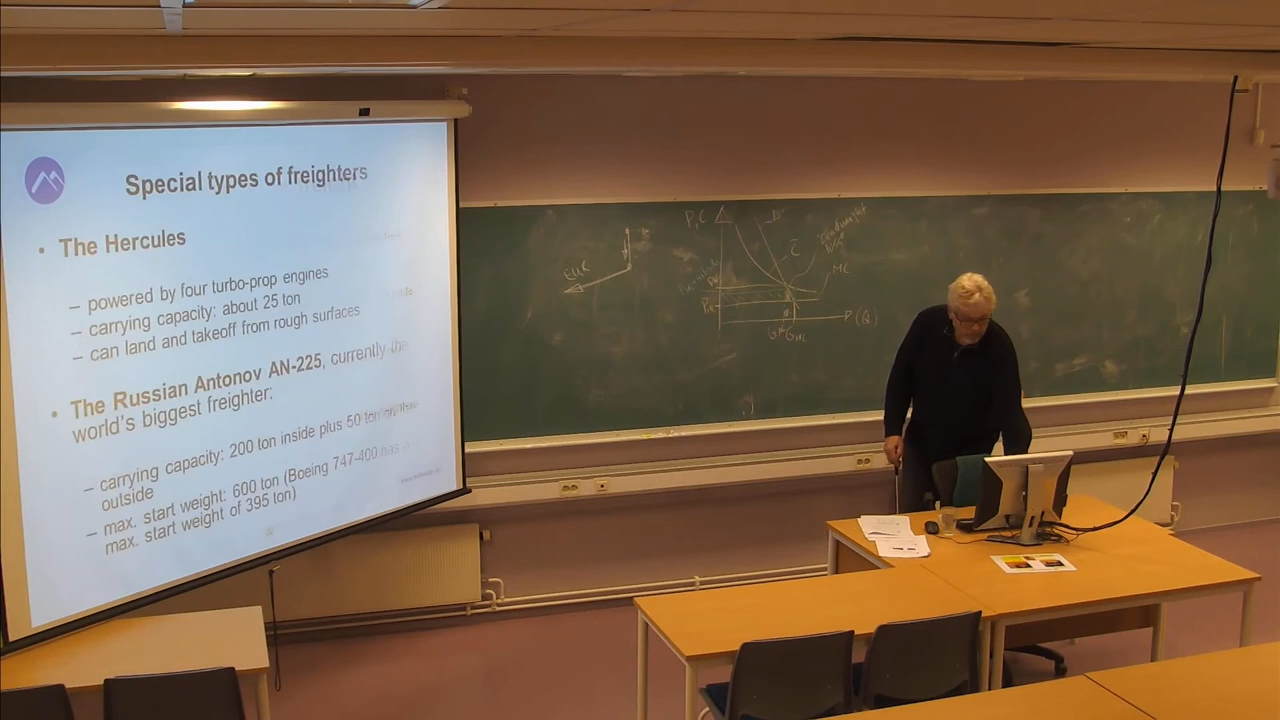 Special types of freighters
• The Hercules
– powered by four turbo-prop engines
– carrying capacity: about 25 ton
– can land and takeoff from rough surfaces
• The Russian Antonov AN-225, currently the
world's biggest freighter:
– carrying capacity: 200 ton inside plus 50 ton
outside
– max. start weight: 600 ton (Boeing 747-400 has a
max. start weight of 395 ton)
EUR
P,C
D
MC
(Q)